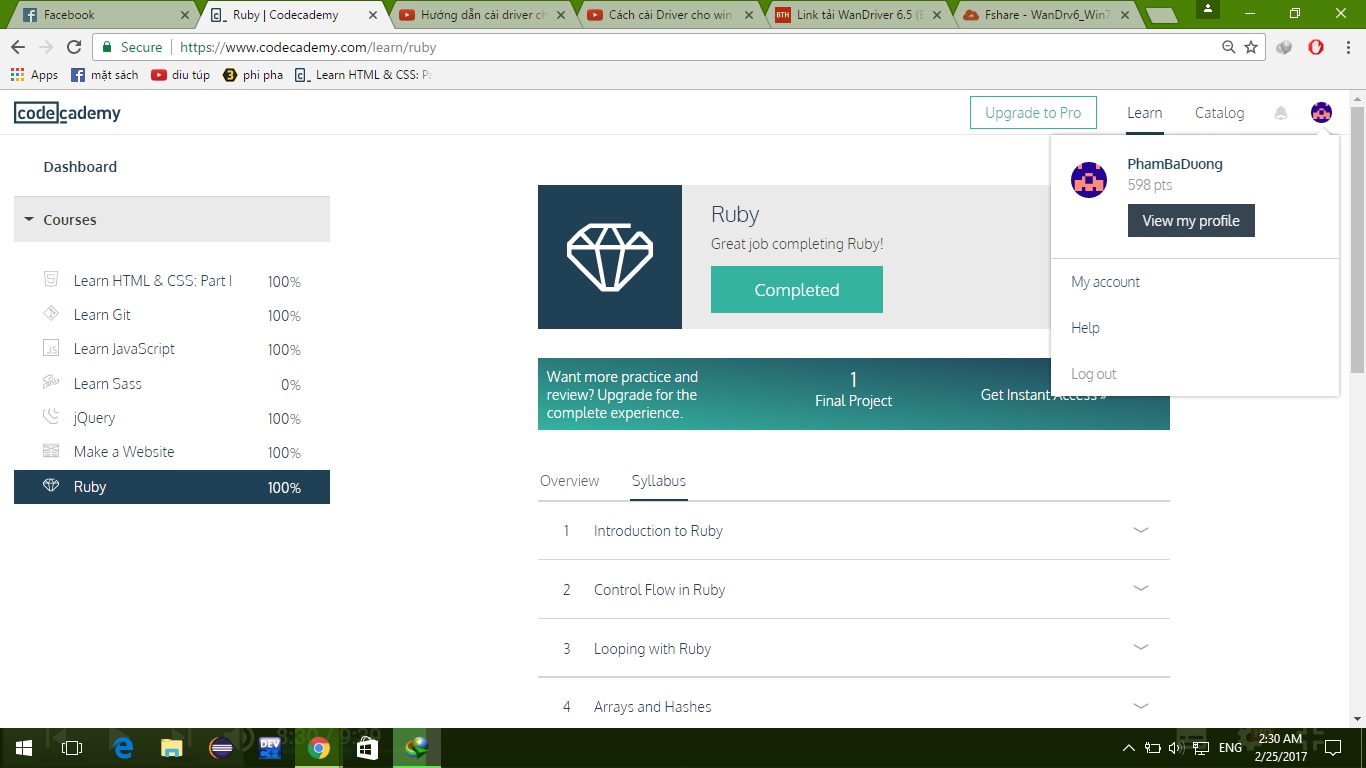 Facebook
Ruby | Codecademy
Hướng dẫn cài driver ch
Cách cài Driver cho win
BTH
Link tải WanDriver 6.5 (
Fshare - WanDrv6_Win7
Secure
https://www.codecademy.com/learn/ruby
Apps
mặt sách
diu túp
phi pha
Learn HTML & CSS: P
codecademy
Upgrade to Pro
Learn
Catalog
Dashboard
PhamBaDuong
598 pts
View my profile
My account
Help
Log out
Courses
Learn HTML & CSS: Part I 100%
Learn Git 100%
Learn JavaScript 100%
Learn Sass 0%
jQuery 100%
Make a Website 100%
Ruby 100%
Ruby
Great job completing Ruby!
Completed
Want more practice and
review? Upgrade for the
complete experience.
1
Final Project
Get Instant Access »
Overview Syllabus
1 Introduction to Ruby
2 Control Flow in Ruby
3 Looping with Ruby
4 Arrays and Hashes
DEV
ENG
2:30 AM
2/25/2017